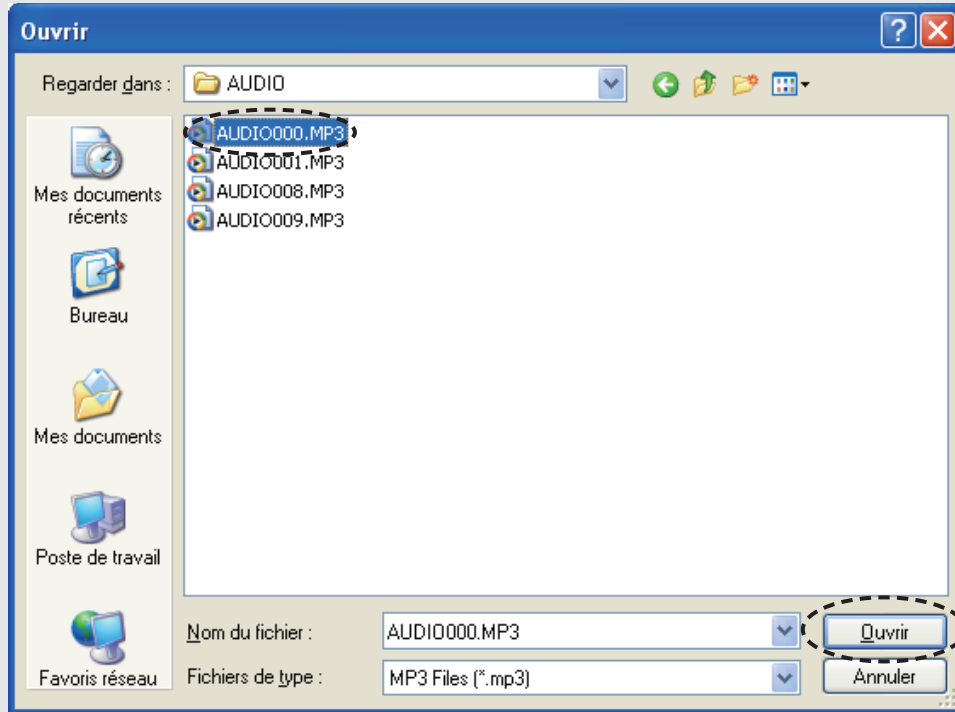 Ouvrir
?
Regarder dans :
AUDIO
Mes documents
récents
Bureau
Mes documents
Poste de travail
Favoris réseau
AUDIO000.MP3
AUDIO001.MP3
AUDIO008.MP3
AUDIO009.MP3
Nom du fichier :
AUDIO000.MP3
Ouvrir
Fichiers de type :
MP3 Files (*.mp3)
Annuler